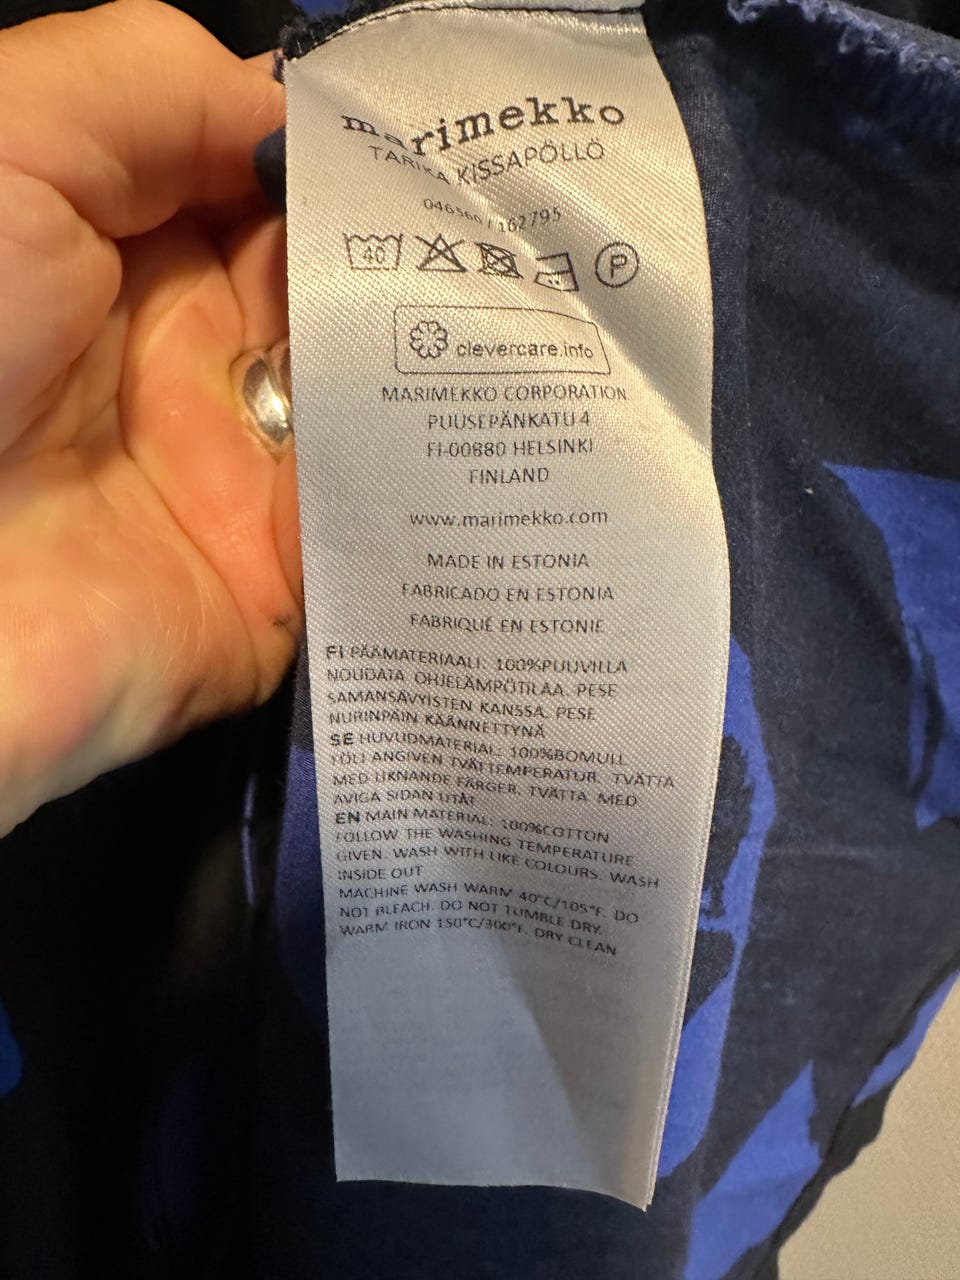 marimekko
TARIKA KISSAPÖLLÖ
046560 / 162795
40
P
clevercare.info
MARIMEKKO CORPORATION
PUUSEPÄNKATU 4
FI-00880 HELSINKI
FINLAND
www.marimekko.com
MADE IN ESTONIA
FABRICADO EN ESTONIA
FABRIQUÉ EN ESTONIE
FI PÄÄMATERIAALI: 100%PUUVILLA
NOUDATA OHJELÄMPÖTILAA. PESE
SAMANSÄVYISTEN KANSSA. PESE
NURINPÄIN KÄÄNNETTYNÄ
SE HUVUDMATERIAL: 100%BOMULL
FÖLJ ANGIVEN TVÄTTEMPERATUR. TVÄTTA
MED LIKNANDE FÄRGER. TVÄTTA MED
AVIGA SIDAN UTÅT
EN MAIN MATERIAL: 100%COTTON
FOLLOW THE WASHING TEMPERATURE
GIVEN. WASH WITH LIKE COLOURS. WASH
INSIDE OUT
MACHINE WASH WARM 40°C/105°F. DO
NOT BLEACH. DO NOT TUMBLE DRY.
WARM IRON 150°C/300°F. DRY CLEAN